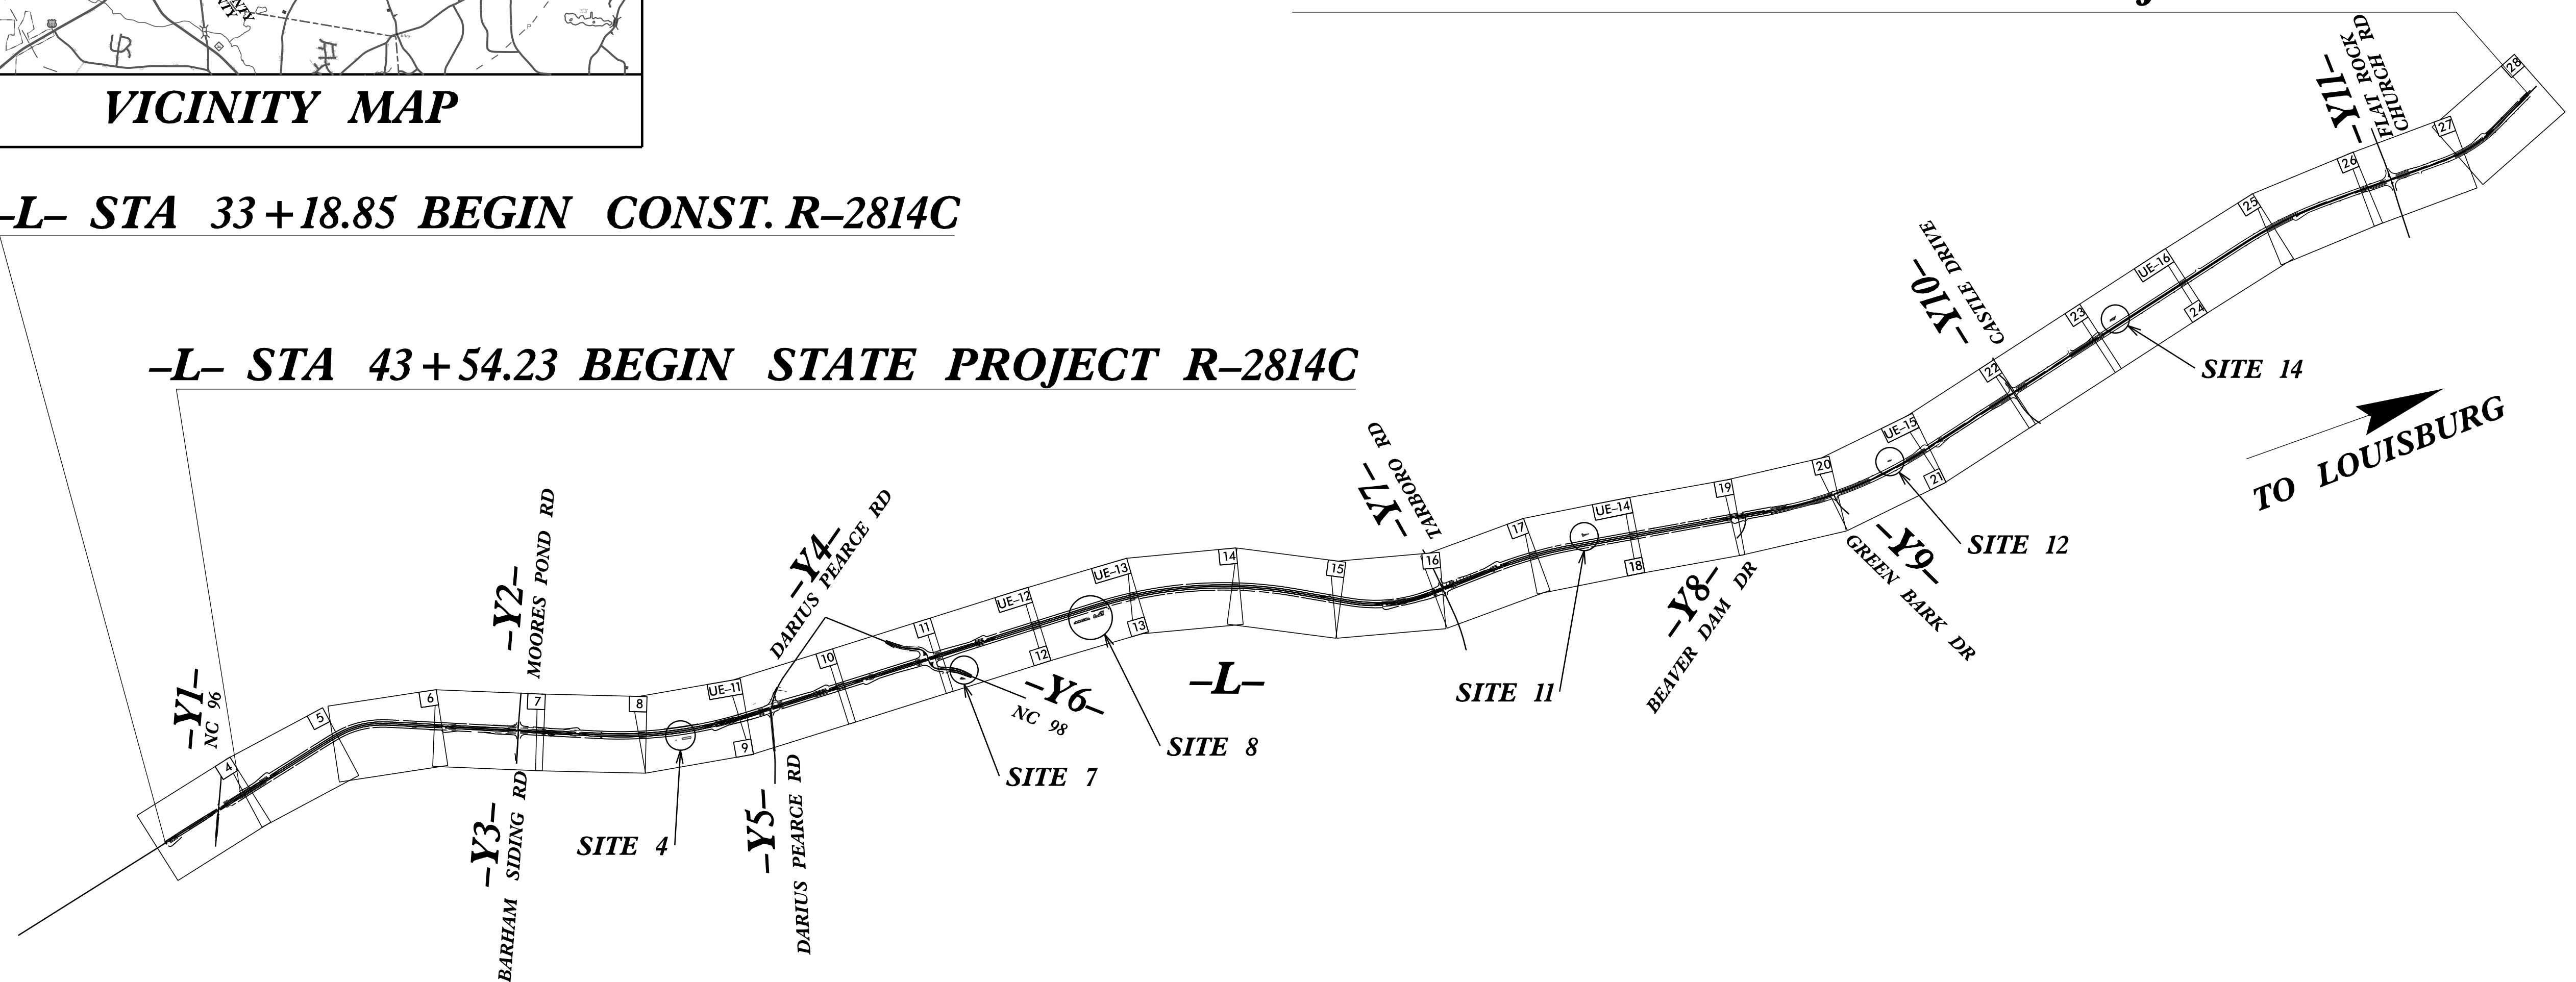 VICINITY MAP
–L– STA 33+18.85 BEGIN CONST. R–2814C
–L– STA 43+54.23 BEGIN STATE PROJECT R–2814C
–Y1–
NC 96
–Y2–
MOORES POND RD
–Y3–
BARHAM SIDING RD
–Y4–
DARIUS PEARCE RD
–Y5–
DARIUS PEARCE RD
–Y6–
NC 98
–Y7–
TARBORO RD
–Y8–
BEAVER DAM DR
–Y9–
GREEN BARK DR
–Y10–
CASTLE DRIVE
–Y11–
FLAT ROCK
CHURCH RD
–L–
SITE 4
SITE 7
SITE 8
SITE 11
SITE 12
SITE 14
TO LOUISBURG
4
5
6
7
8
UE–11
9
10
11
UE–12
12
UE–13
13
14
15
16
17
UE–14
18
19
20
UE–15
21
22
23
UE–16
24
25
26
27
28